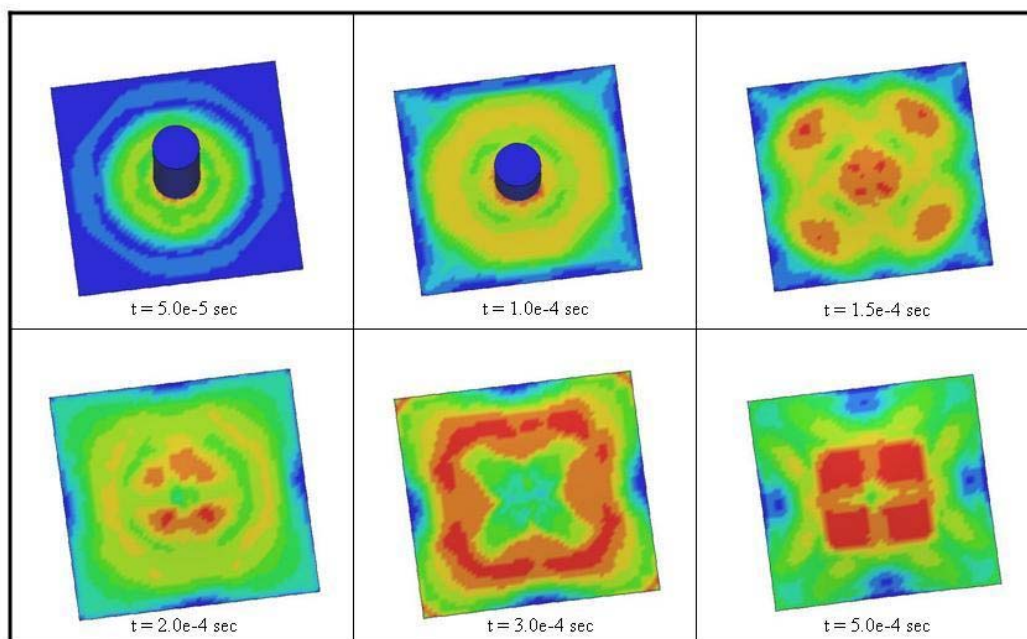 t = 5.0e-5 sec
t = 1.0e-4 sec
t = 1.5e-4 sec
t = 2.0e-4 sec
t = 3.0e-4 sec
t = 5.0e-4 sec